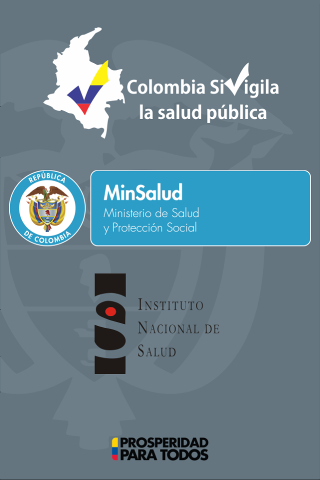 Colombia Sivigila
la salud pública
REPÚBLICA
DE COLOMBIA
MinSalud
Ministerio de Salud
y Protección Social
INSTITUTO
NACIONAL DE
SALUD
PROSPERIDAD
PARA TODOS